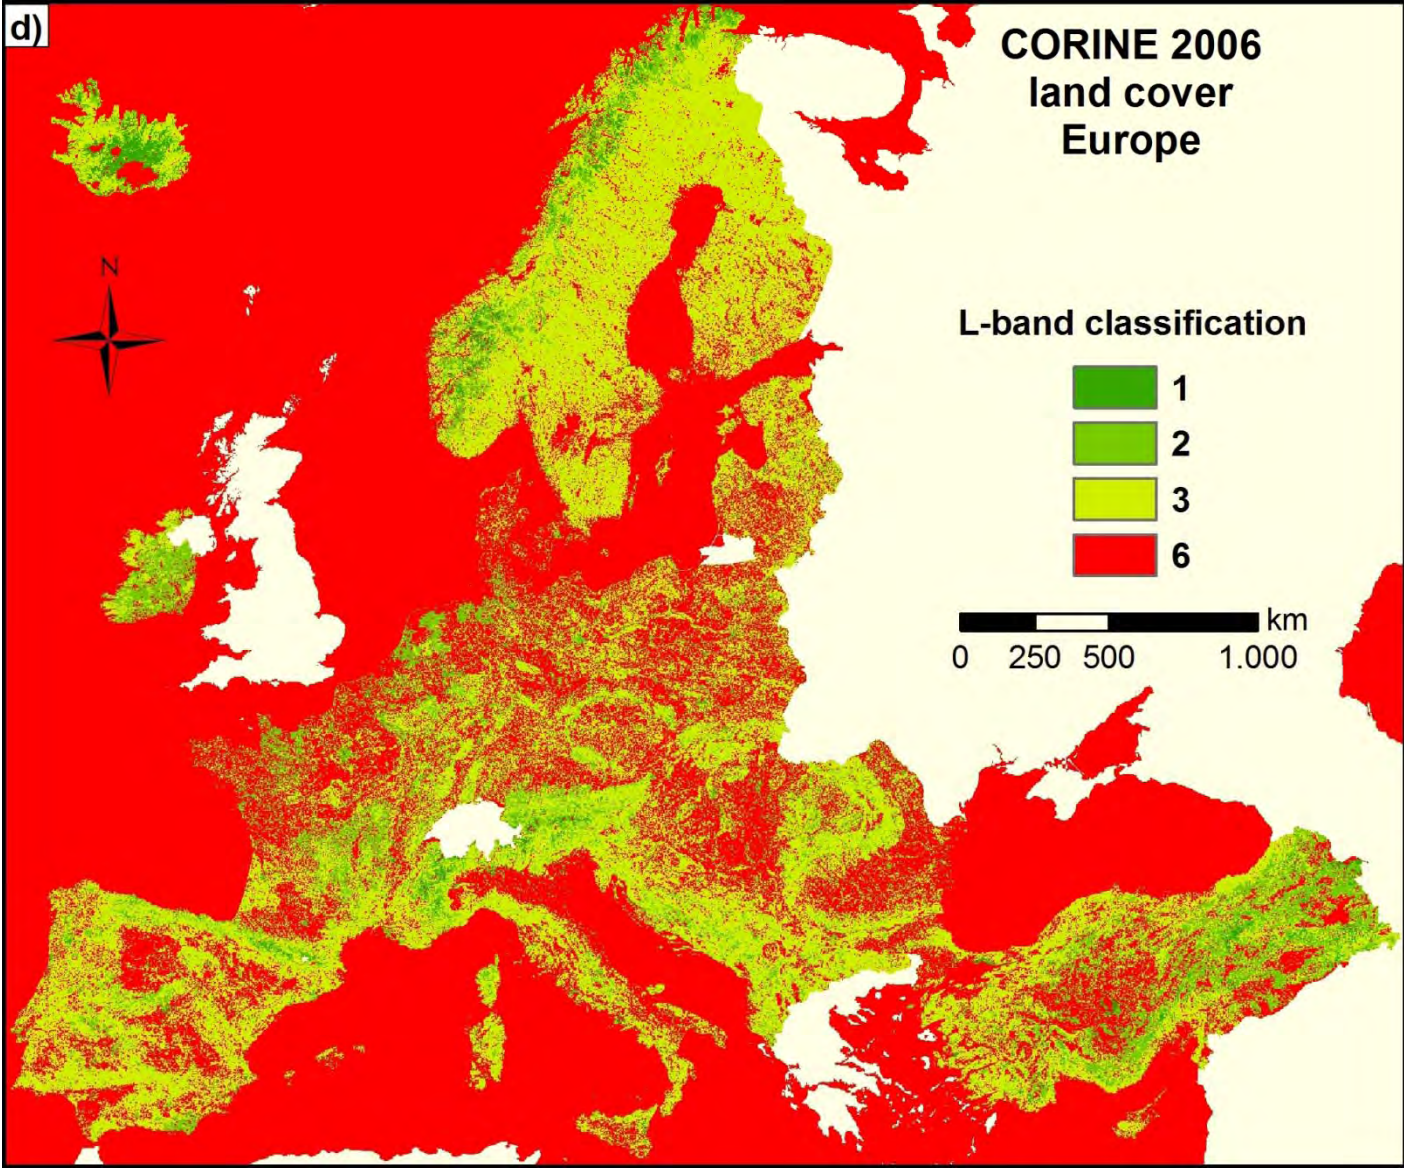 d)
CORINE 2006
land cover
Europe
N
L-band classification
1
2
3
6
km
0 250 500 1.000